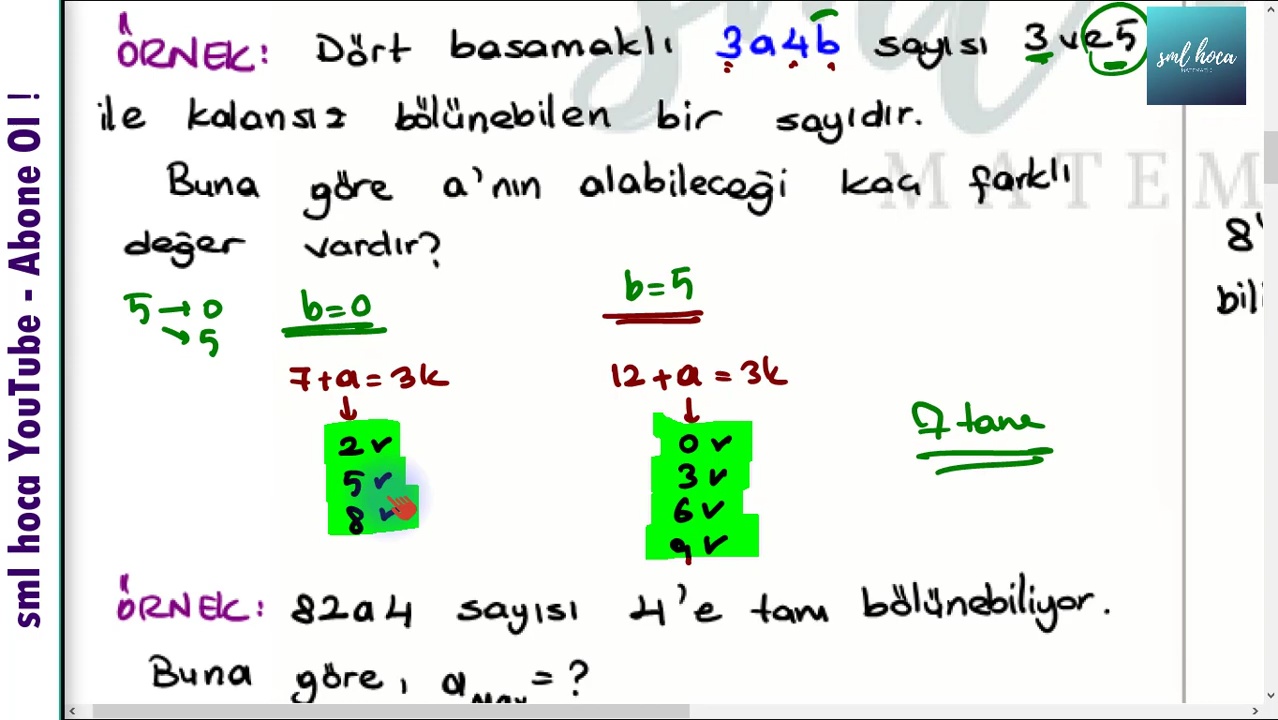 sml hoca YouTube - Abone Ol !
ÖRNEK: Dört basamaklı 3a4b sayısı 3 ve 5
ile kalansız bölünebilen bir sayıdır.
Buna göre a'nın alabileceği kaç farklı
değer vardır?
5 → 0
→ 5
b=0
7+a=3k
2 ✓
5 ✓
8 ✓
b=5
12+a=3k
0 ✓
3 ✓
6 ✓
9 ✓
7 tane
ÖRNEK: 82a4 sayısı 4'e tam bölünebiliyor.
Buna göre, a max = ?
sml hoca
MATEMATİK
MATEM
8'
bili